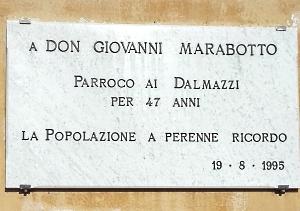 A DON GIOVANNI MARABOTTO
PARROCO AI DALMAZZI
PER 47 ANNI
LA POPOLAZIONE A PERENNE RICORDO
19 · 8 · 1995